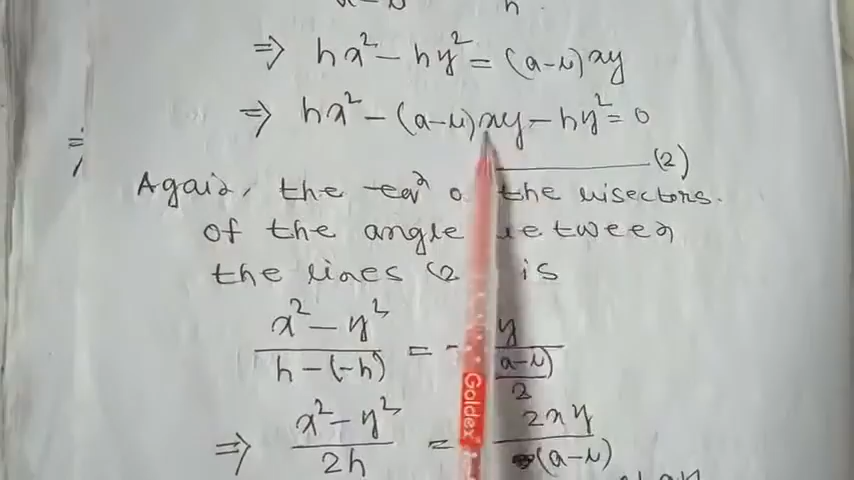 ⇒ hx² - hy² = (a-b)xy
⇒ hx² - (a-b)xy - hy² = 0
⇒ (2)
Again, the eqⁿ o the bisectors.
of the angle between
the lines (2 is
x² - y² / h-(-h) = - y / (a-b)/2
⇒ x² - y² / 2h = 2xy / -(a-b)
Goldex